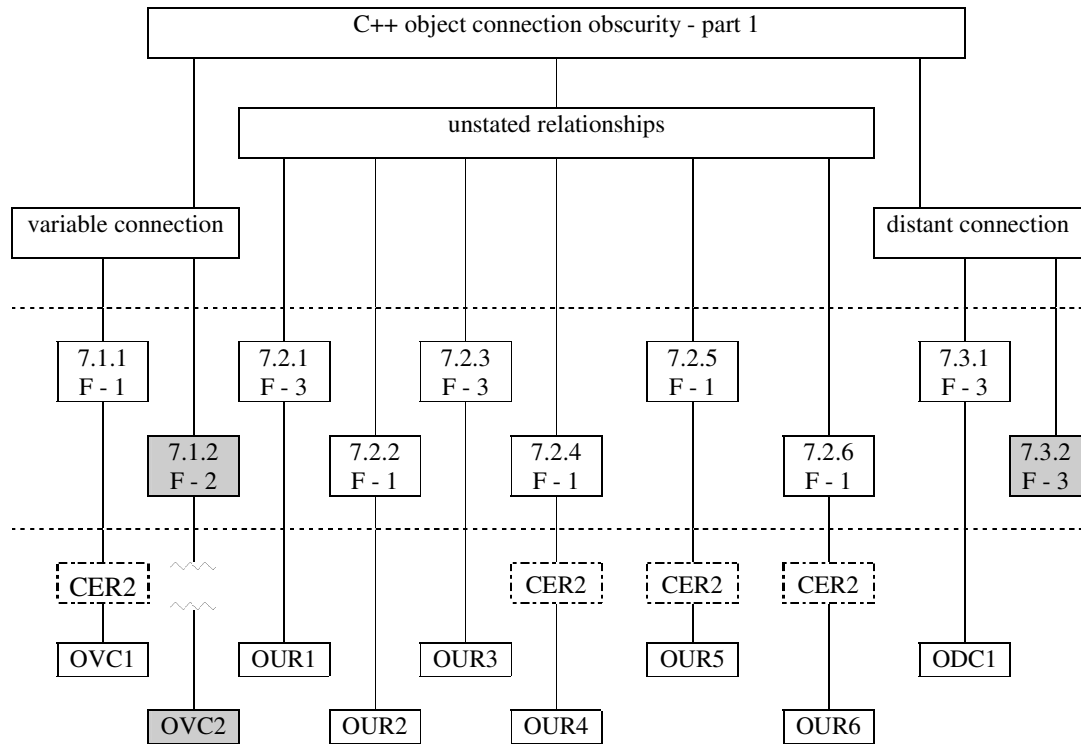 C++ object connection obscurity - part 1
unstated relationships
variable connection
distant connection
7.1.1
F - 1
7.2.1
F - 3
7.2.3
F - 3
7.2.5
F - 1
7.3.1
F - 3
7.1.2
F - 2
7.2.2
F - 1
7.2.4
F - 1
7.2.6
F - 1
7.3.2
F - 3
CER2
CER2
CER2
CER2
OVC1
OUR1
OUR3
OUR5
ODC1
OVC2
OUR2
OUR4
OUR6